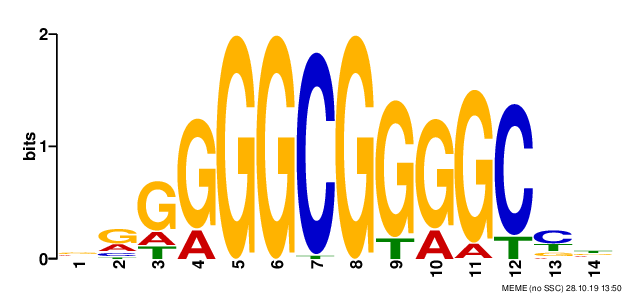 2
bits
1
0
G G G G G C G G G G C C
G A A T A A T T
A T
C
1 2 3 4 5 6 7 8 9 10 11 12 13 14
MEME (no SSC) 28.10.19 13:50